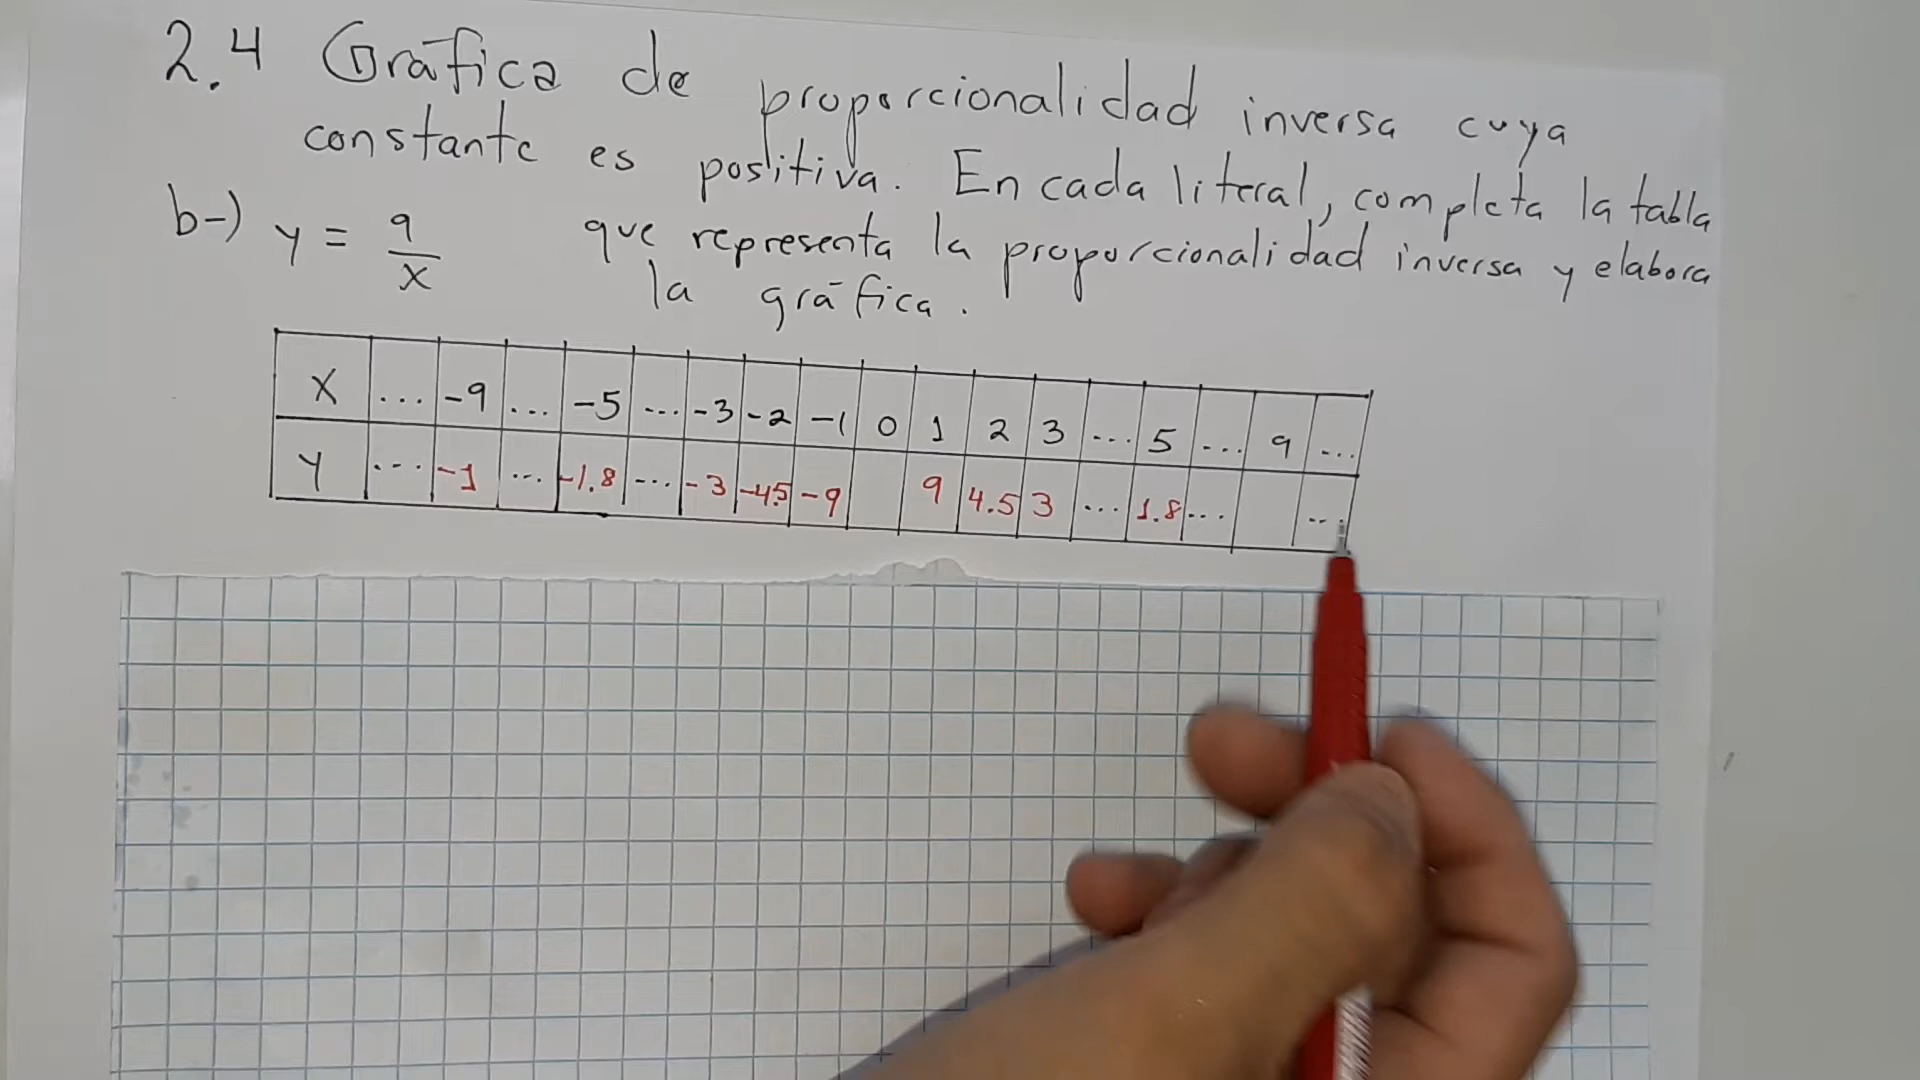 2.4 Gráfica de proporcionalidad inversa cuya
constante es positiva. En cada literal, completa la tabla
b-) y = 9/x que representa la proporcionalidad inversa y elabora
la gráfica.
X ... -9 ... -5 ... -3 -2 -1 0 1 2 3 ... 5 ... 9 ...
Y ... -1 ... -1.8 ... -3 -4.5 -9 9 4.5 3 ... 1.8 ... ...